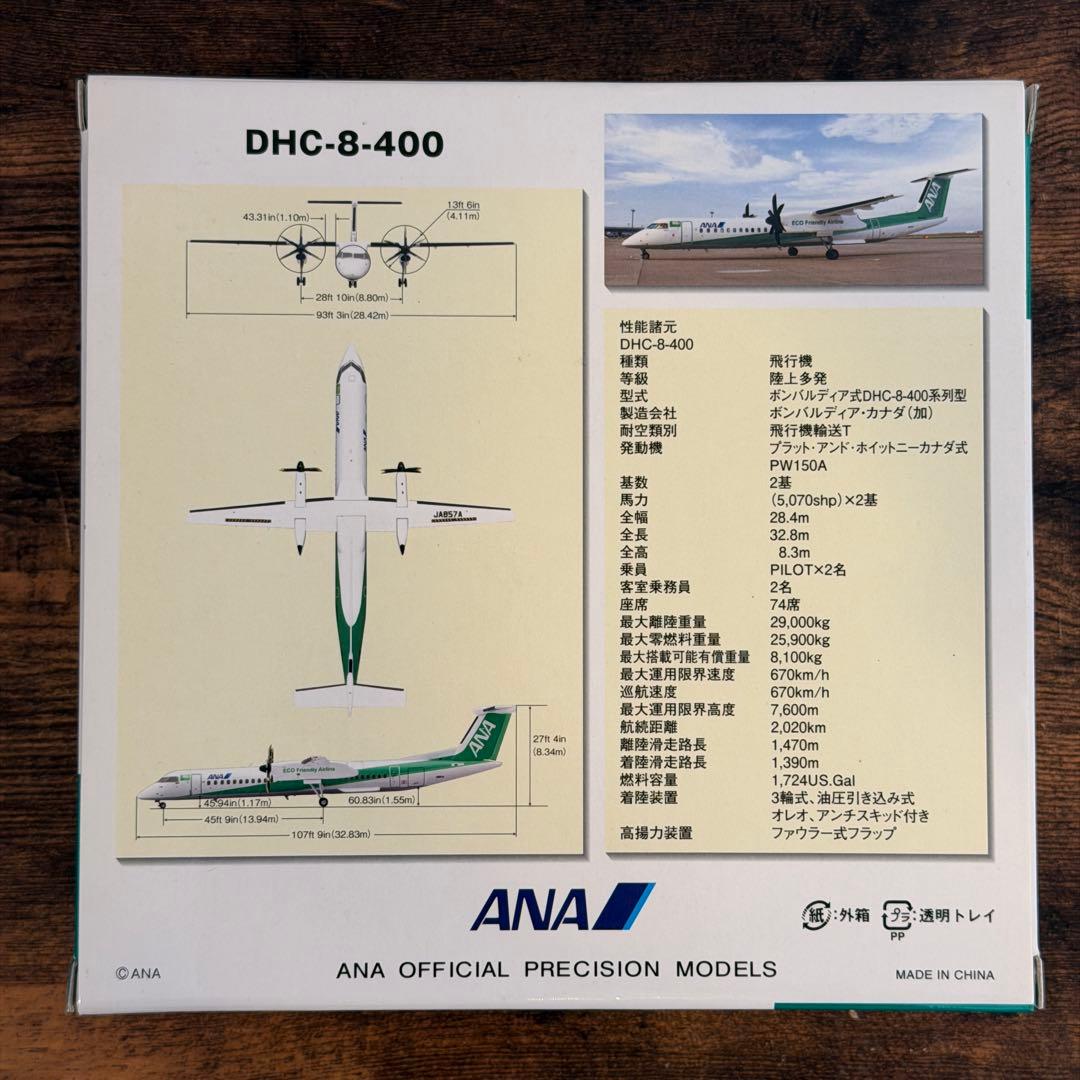 DHC-8-400
43.31in(1.10m)
13ft 6in
(4.11m)
28ft 10in(8.80m)
93ft 3in(28.42m)
ANA
ANA
JA857A
ANA
ANA
ECO Friendly Airline
27ft 4in
(8.34m)
45.94in(1.17m)
60.83in(1.55m)
45ft 9in(13.94m)
107ft 9in(32.83m)
ANA
ANA
ECO Friendly Airline
性能諸元
DHC-8-400
種類 飛行機
等級 陸上多発
型式 ボンバルディア式DHC-8-400系列型
製造会社 ボンバルディア・カナダ(加)
耐空類別 飛行機輸送T
発動機 プラット・アンド・ホイットニーカナダ式
PW150A
基数 2基
馬力 (5,070shp)×2基
全幅 28.4m
全長 32.8m
全高 8.3m
乗員 PILOT×2名
客室乗務員 2名
座席 74席
最大離陸重量 29,000kg
最大零燃料重量 25,900kg
最大搭載可能有償重量 8,100kg
最大運用限界速度 670km/h
巡航速度 670km/h
最大運用限界高度 7,600m
航続距離 2,020km
離陸滑走路長 1,470m
着陸滑走路長 1,390m
燃料容量 1,724US.Gal
着陸装置 3輪式、油圧引き込み式
オレオ、アンチスキッド付き
高揚力装置 ファウラー式フラップ
ANA
紙:外箱 プラ:透明トレイ
PP
©ANA
ANA OFFICIAL PRECISION MODELS
MADE IN CHINA